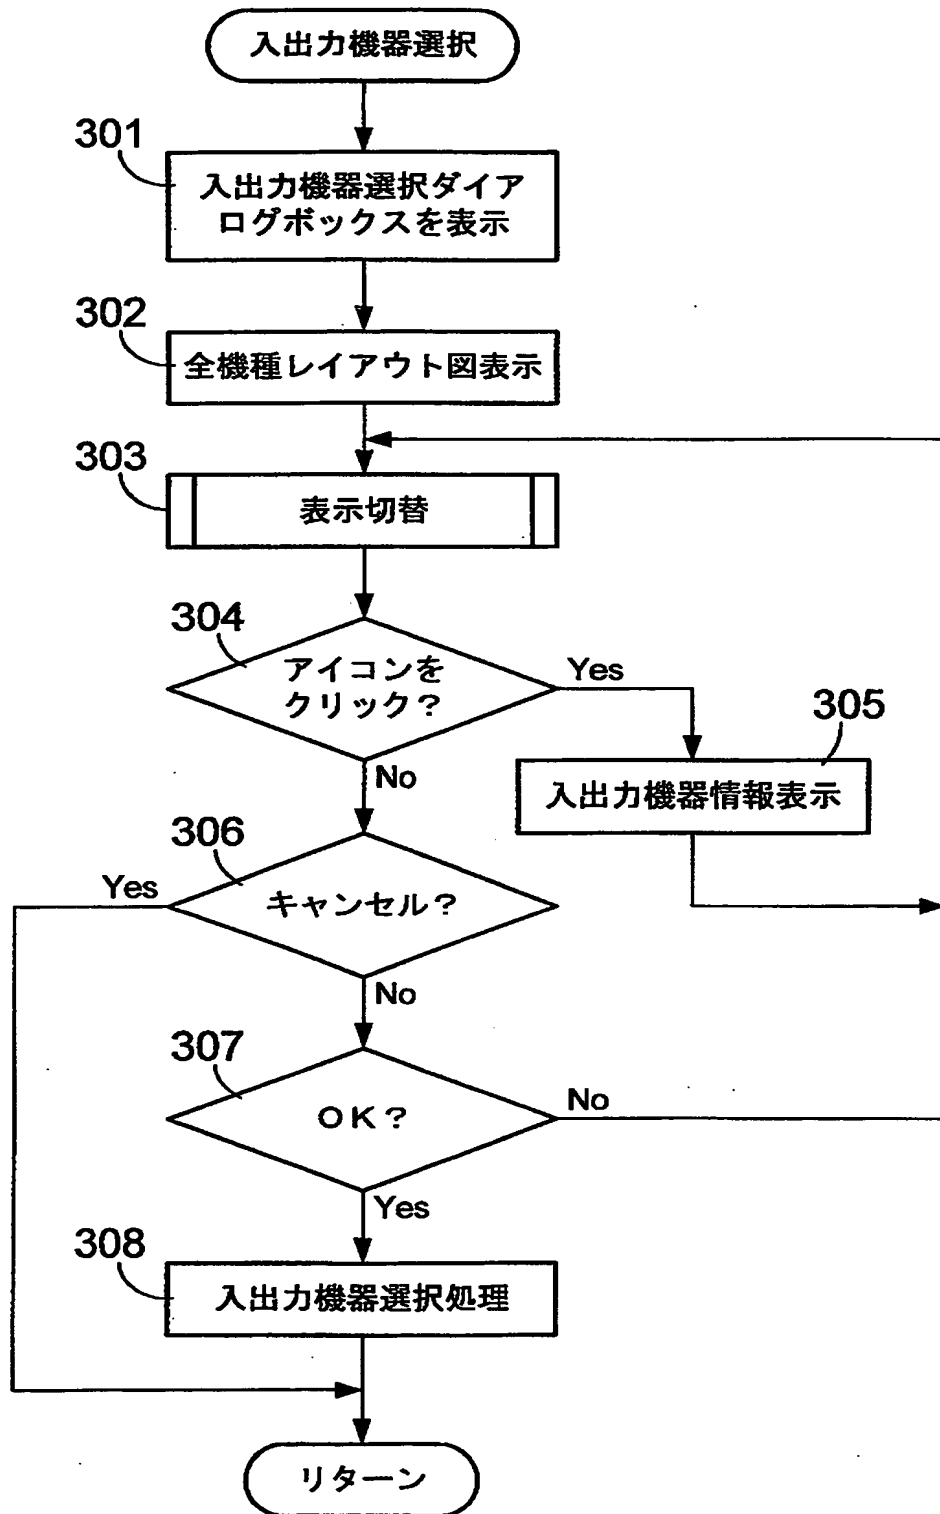 入出力機器選択
301
入出力機器選択ダイア
ログボックスを表示
302
全機種レイアウト図表示
303
表示切替
304
アイコンを
クリック？
Yes
305
No
入出力機器情報表示
306
Yes
キャンセル？
No
307
OK？
No
Yes
308
入出力機器選択処理
リターン